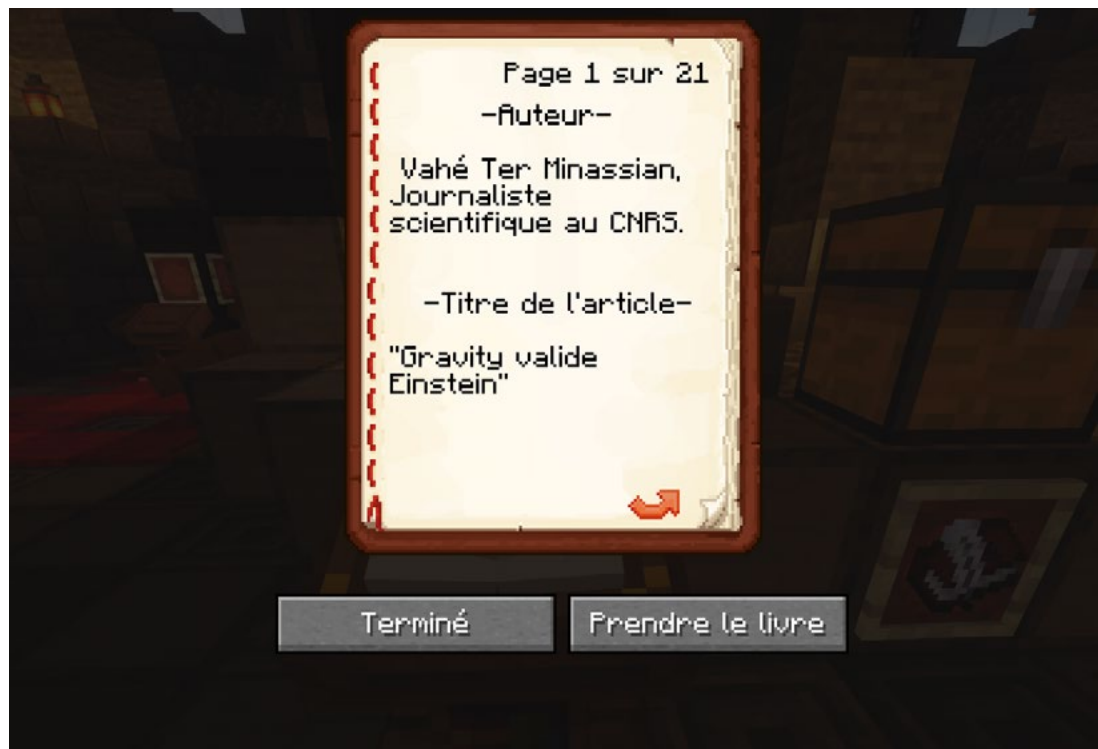 Page 1 sur 21
-Auteur-
Vahé Ter Minassian,
Journaliste
scientifique au CNRS.
-Titre de l'article-
"Gravity valide
Einstein"
Terminé
Prendre le livre